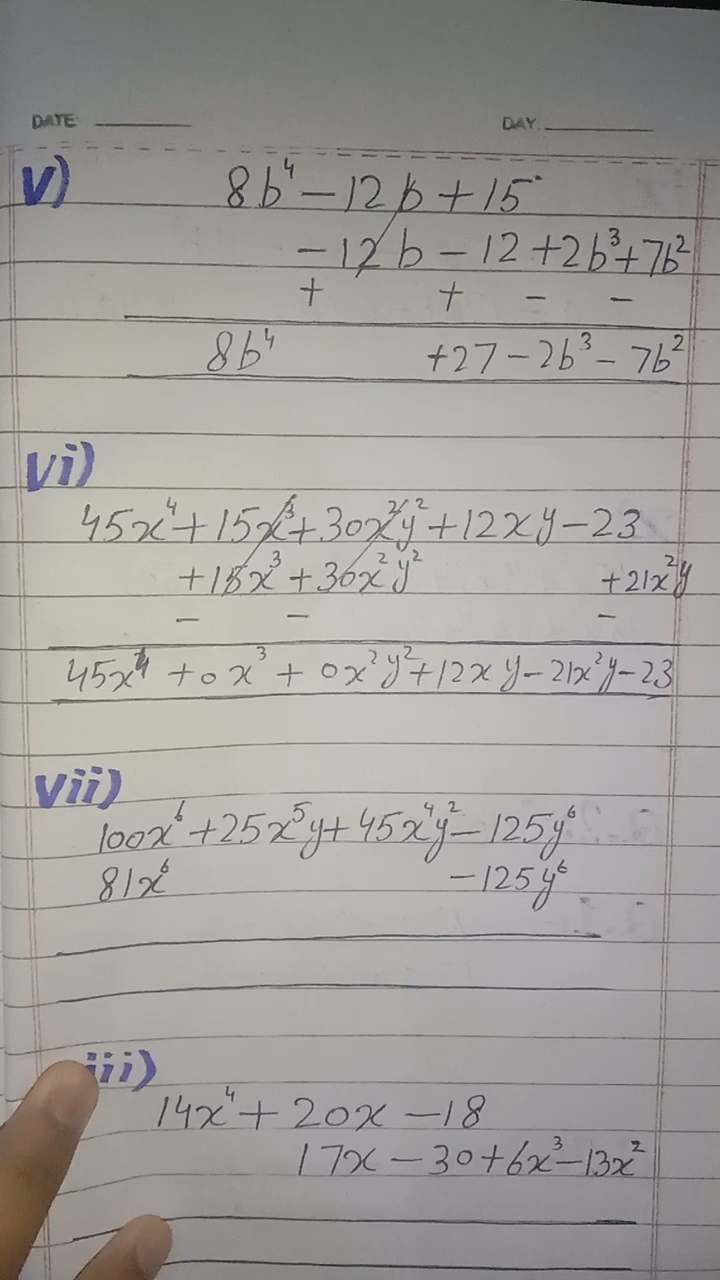 DATE: DAY:
v) 8b⁴ − 12b + 15
− 12b − 12 + 2b³ + 7b²
+ + − −
8b⁴ + 27 − 2b³ − 7b²
vi)
45x⁴ + 15x³ + 30x²y² + 12xy − 23
+ 15x³ + 30x²y² + 21x²y
− − −
45x⁴ + 0x³ + 0x²y² + 12xy − 21x²y − 23
vii)
100x⁶ + 25x⁵y + 45x⁴y² − 125y⁶
81x⁶ − 125y⁶
iii)
14x⁴ + 20x − 18
17x − 30 + 6x³ − 13x²